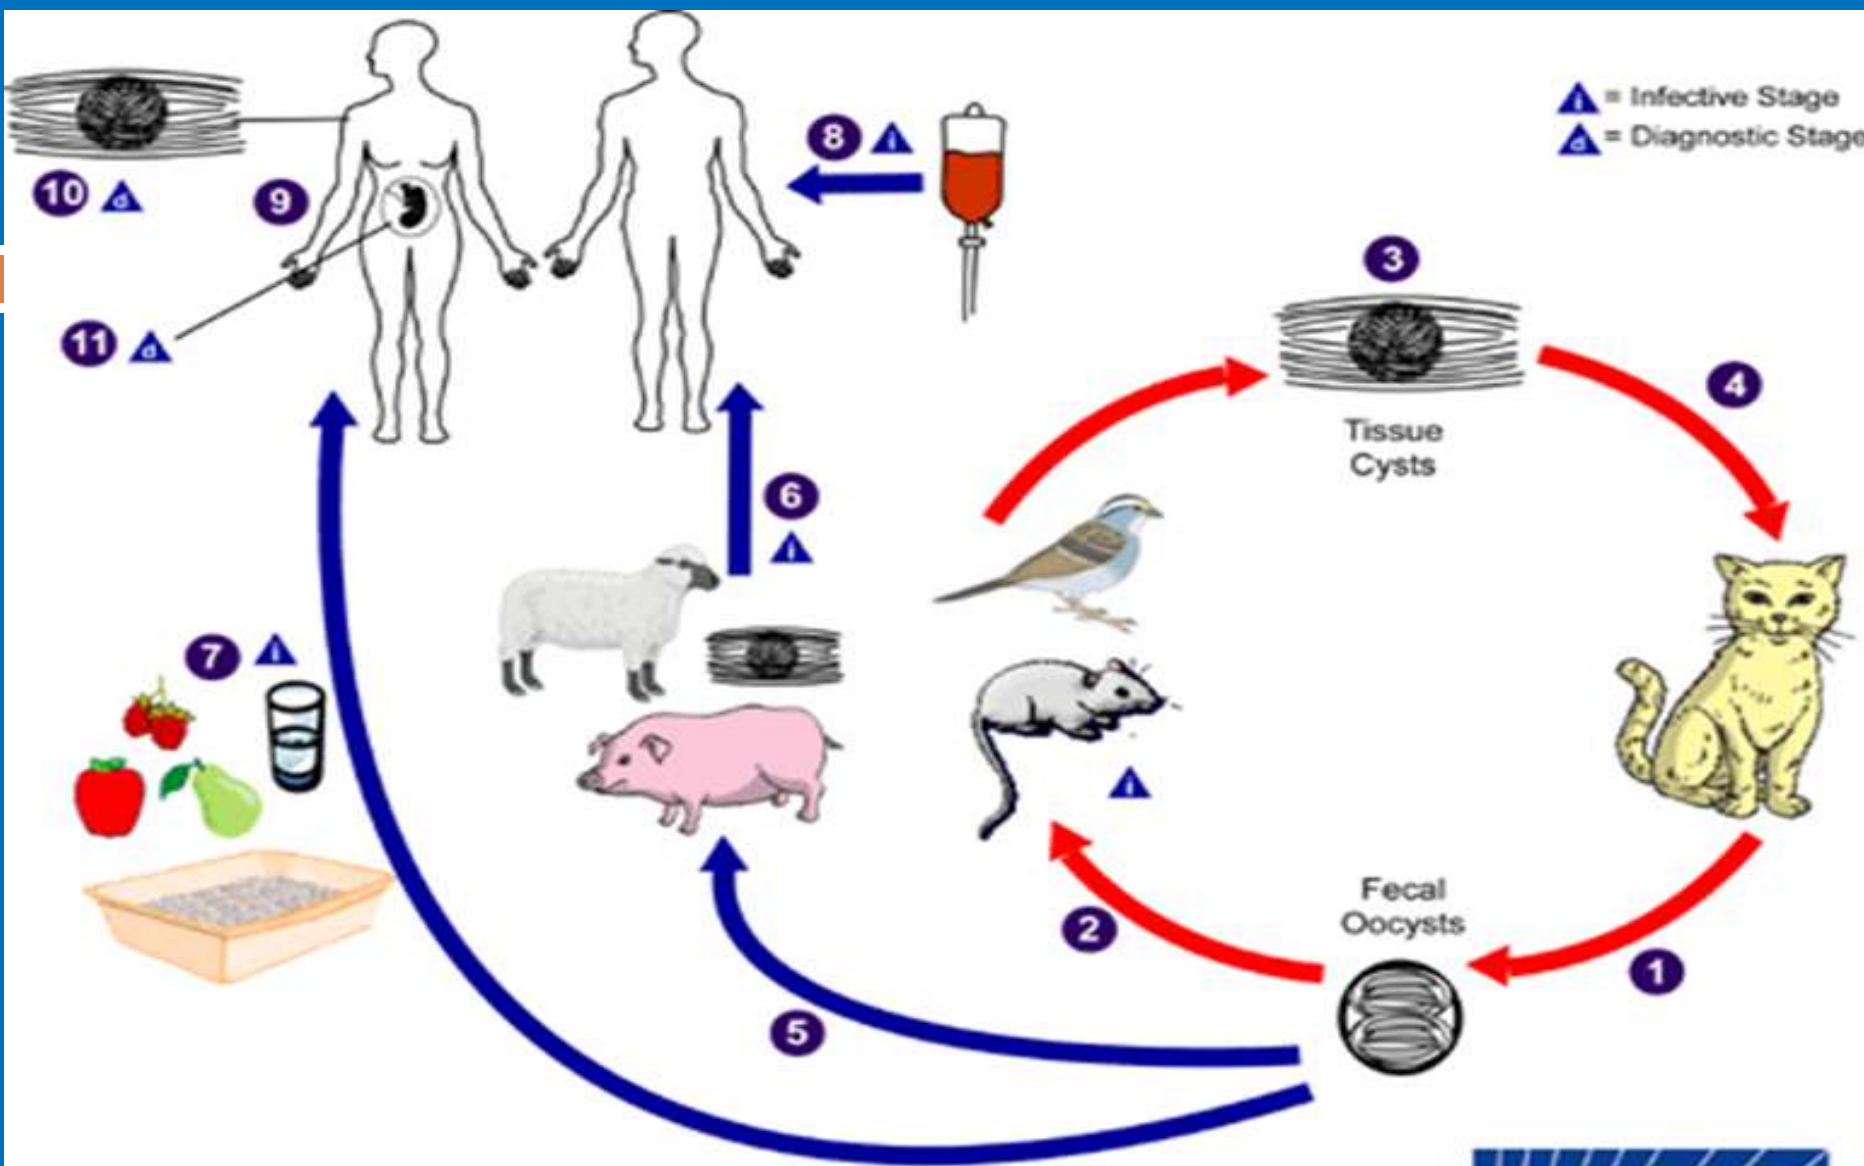 i = Infective Stage
d = Diagnostic Stage
8 i
10 d
9
3
11 d
4
Tissue
Cysts
6
i
7 i
i
Fecal
Oocysts
2
1
5